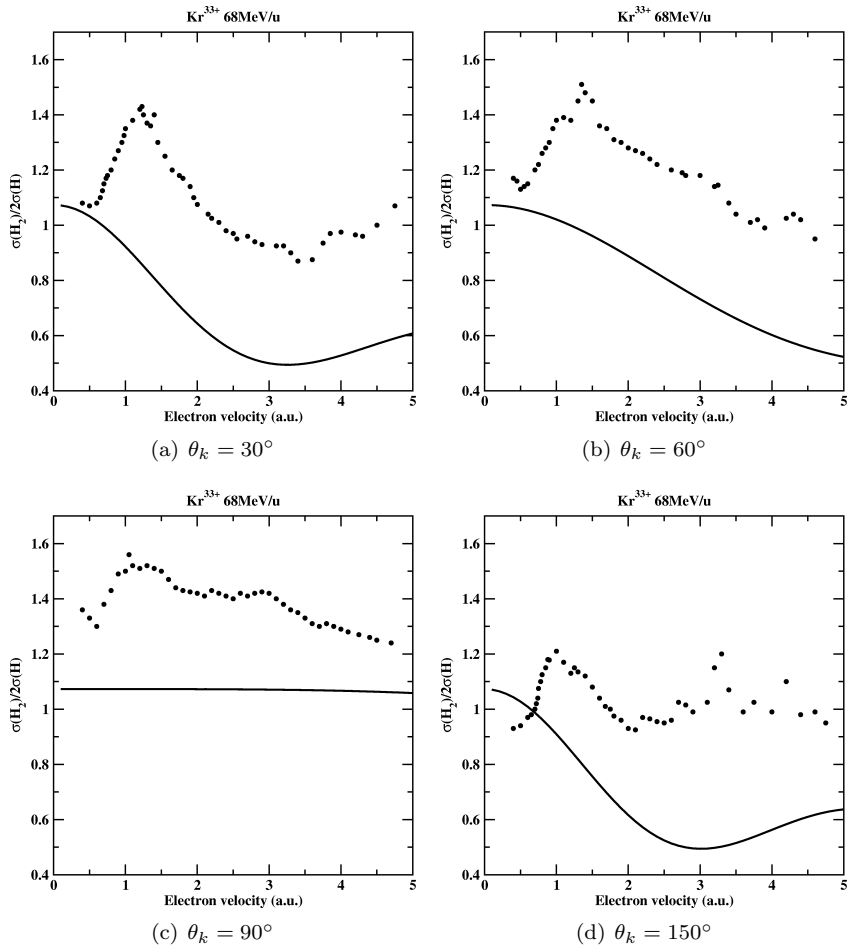 Kr³³⁺ 68MeV/u
σ(H₂)/2σ(H)
1.6
1.4
1.2
1
0.8
0.6
0.4
0 1 2 3 4 5
Electron velocity (a.u.)
(a) θₖ = 30°
Kr³³⁺ 68MeV/u
σ(H₂)/2σ(H)
1.6
1.4
1.2
1
0.8
0.6
0.4
0 1 2 3 4 5
Electron velocity (a.u.)
(b) θₖ = 60°
Kr³³⁺ 68MeV/u
σ(H₂)/2σ(H)
1.6
1.4
1.2
1
0.8
0.6
0.4
0 1 2 3 4 5
Electron velocity (a.u.)
(c) θₖ = 90°
Kr³³⁺ 68MeV/u
σ(H₂)/2σ(H)
1.6
1.4
1.2
1
0.8
0.6
0.4
0 1 2 3 4 5
Electron velocity (a.u.)
(d) θₖ = 150°